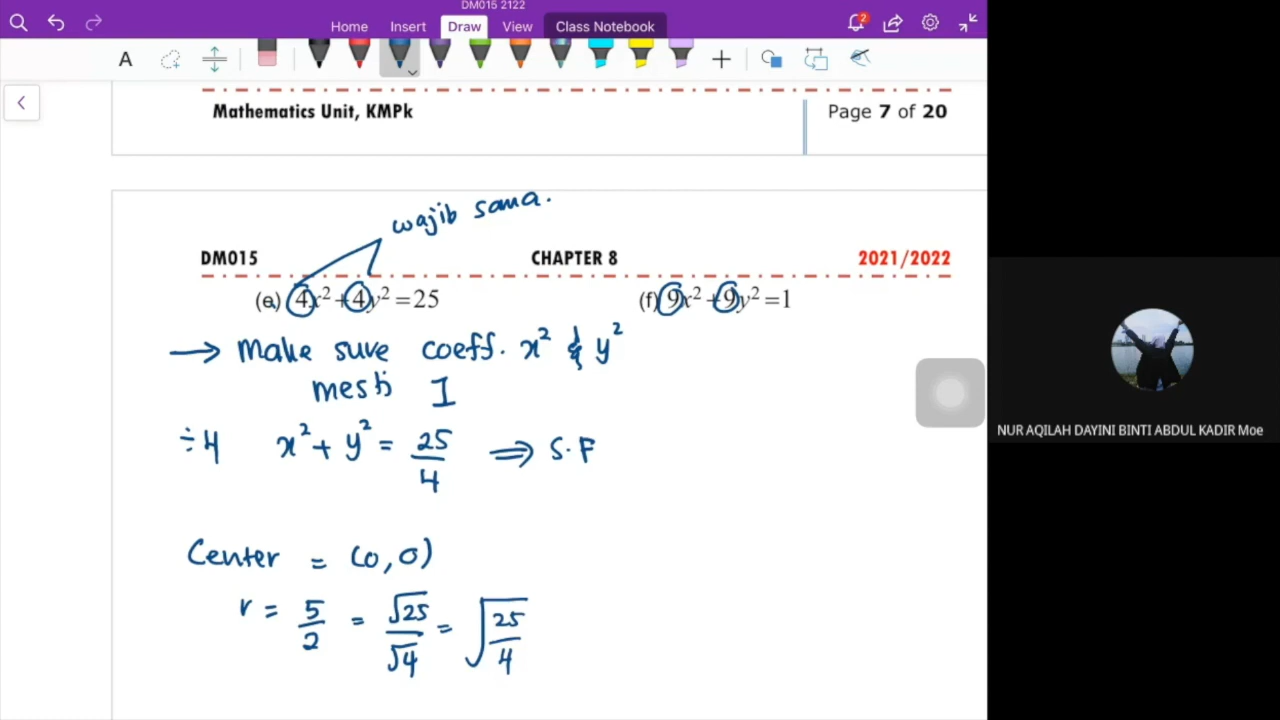 DM015 2122
Home Insert Draw View Class Notebook
2
A
Mathematics Unit, KMPk Page 7 of 20
wajib sama.
DM015 CHAPTER 8 2021/2022
(e) 4x² + 4y² = 25 (f) 9x² + 9y² = 1
→ Make sure coeff. x² & y²
mesti 1
÷4 x² + y² = 25/4 ⇒ S.F
Center = (0, 0)
r = 5/2 = √25/√4 = √(25/4)
NUR AQILAH DAYINI BINTI ABDUL KADIR Moe